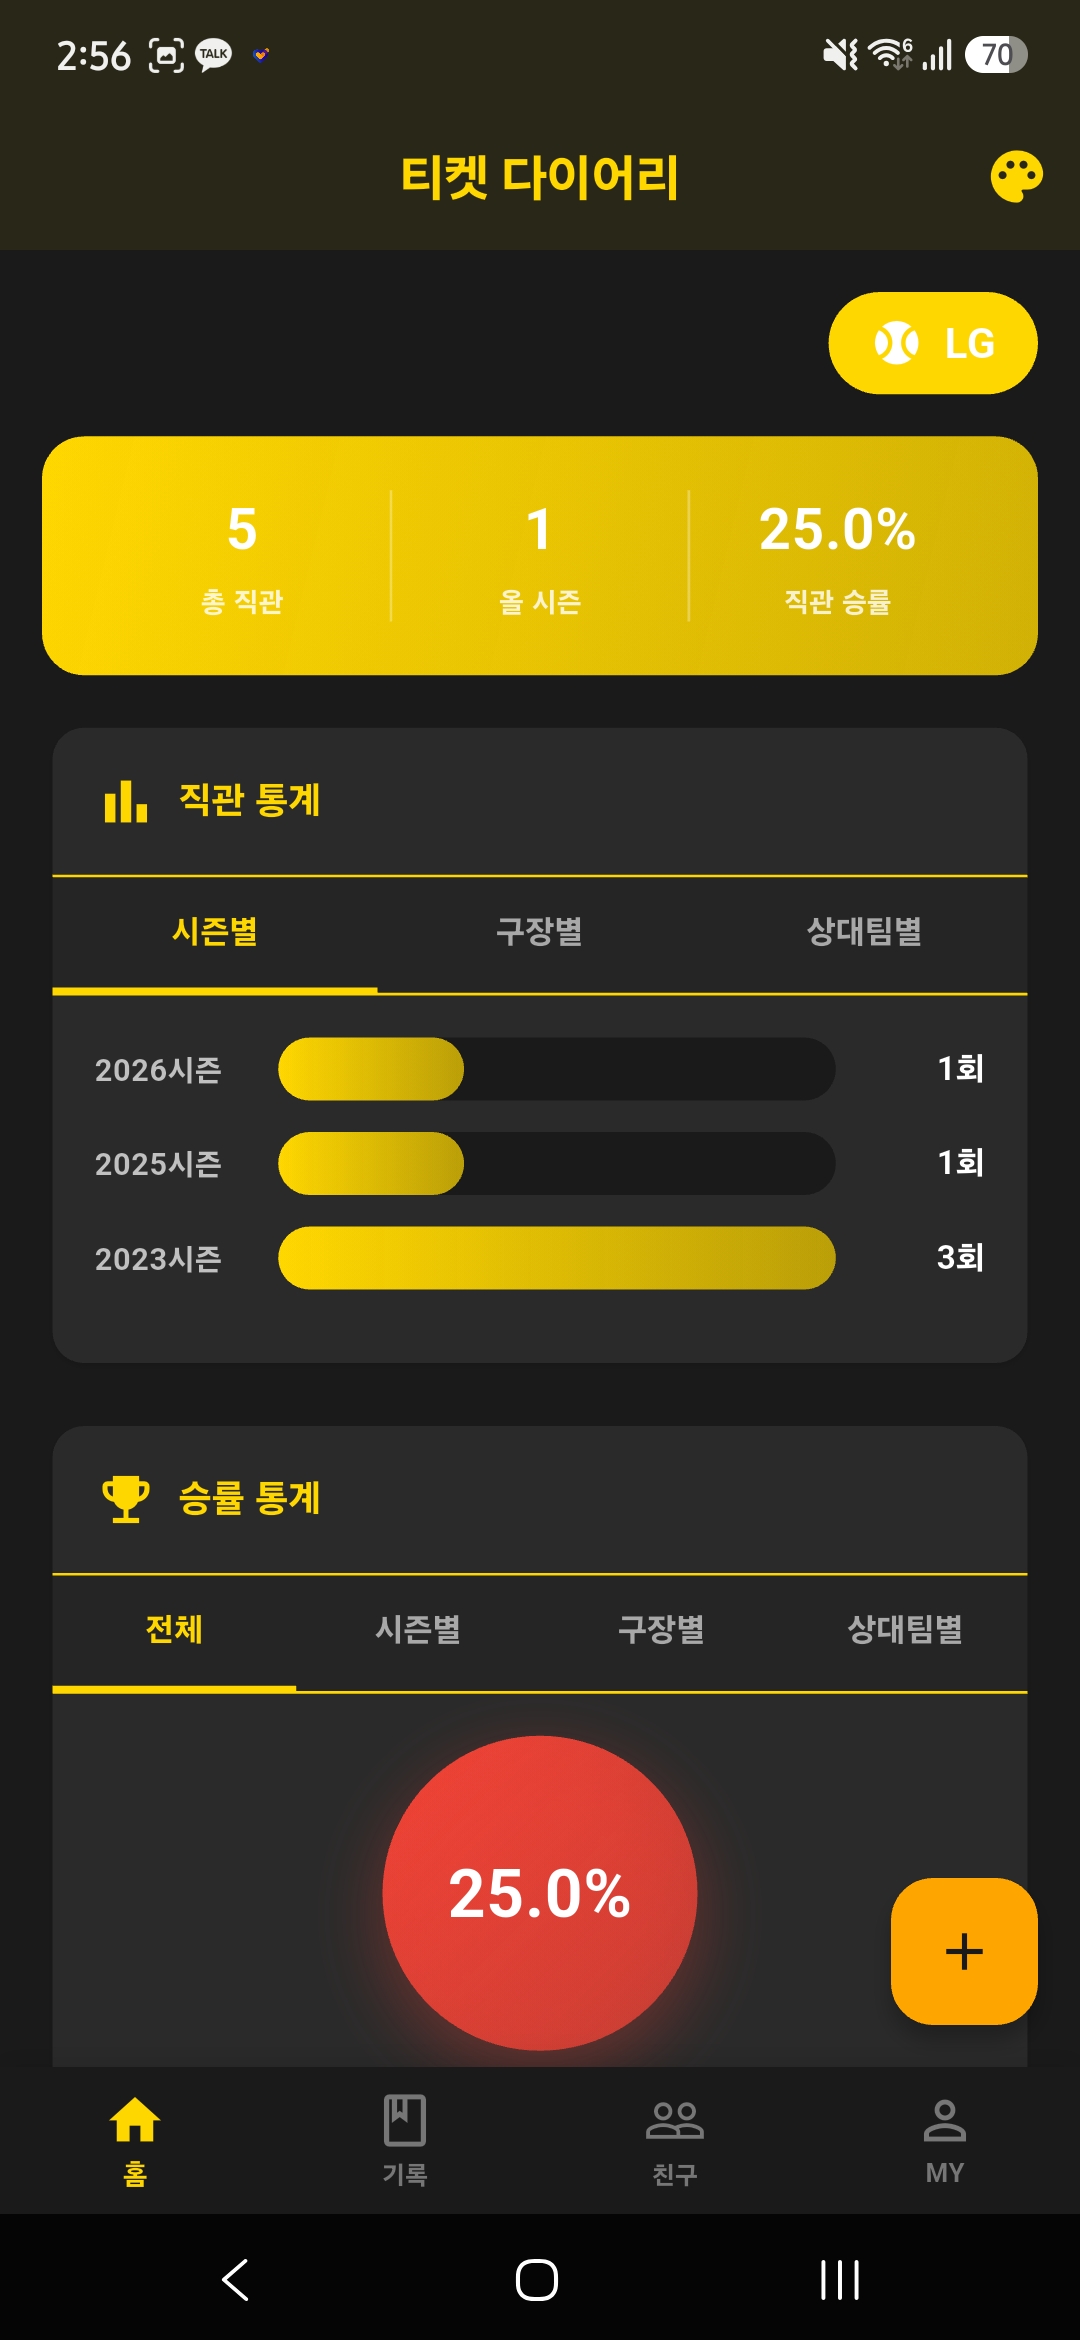 2:56 TALK 6 70
티켓 다이어리
LG
5 1 25.0%
총 직관 올 시즌 직관 승률
직관 통계
시즌별 구장별 상대팀별
2026시즌 1회
2025시즌 1회
2023시즌 3회
승률 통계
전체 시즌별 구장별 상대팀별
25.0%
+
홈 기록 친구 MY